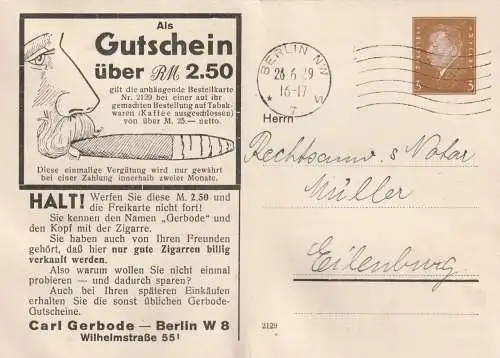 Als
Gutschein
über RM 2.50
gilt die anhängende Bestellkarte
Nr. 2129 bei einer auf ihr
gemachten Bestellung auf Tabak-
waren (Kaffee ausgeschlossen)
von über M. 25.— netto.
Diese einmalige Vergütung wird nur gewährt
bei einer Zahlung innerhalb zweier Monate.
HALT! Werfen Sie diese M. 2.50 und
die Freikarte nicht fort!
Sie kennen den Namen „Gerbode“ und
den Kopf mit der Zigarre.
Sie haben auch von Ihren Freunden
gehört, daß hier nur gute Zigarren billig
verkauft werden.
Also warum wollen Sie nicht einmal
probieren — und dadurch sparen?
Auch bei Ihren späteren Einkäufen
erhalten Sie die sonst üblichen Gerbode-
Gutscheine.
Carl Gerbode — Berlin W 8
Wilhelmstraße 55!
BERLIN NW
26.6.29
16-17
* 7 w
3 3
Herrn
Rechtsanw. s Notar
Müller
Eilenburg.
2129